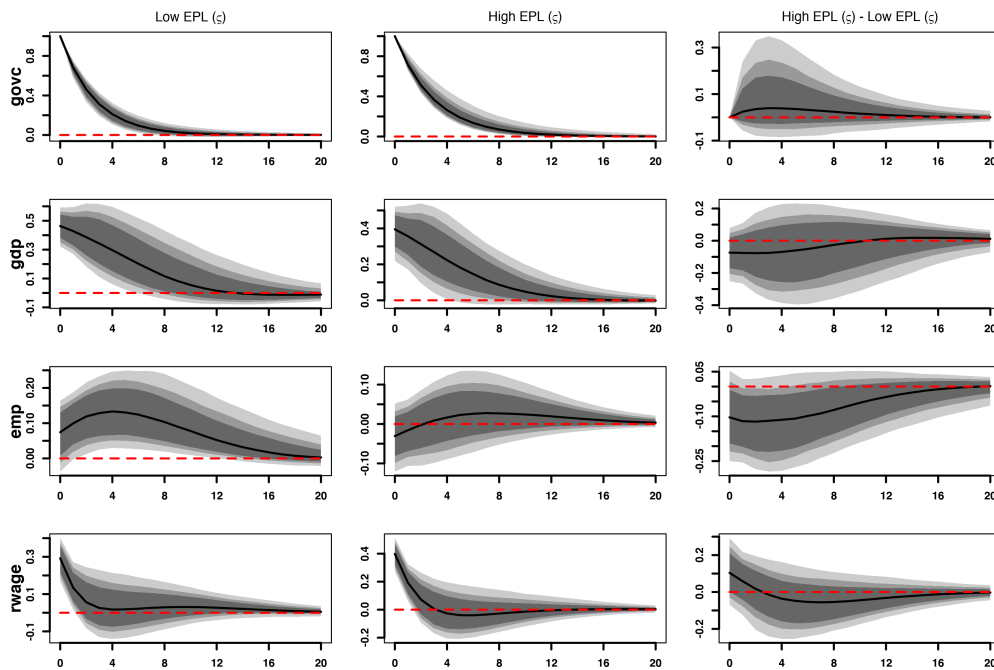 Low EPL (ς) High EPL (ς) High EPL (ς) - Low EPL (ς)
govc
0.0 0.4 0.8
0 4 8 12 16 20
0.0 0.4 0.8
0 4 8 12 16 20
-0.1 0.1 0.3
0 4 8 12 16 20
gdp
-0.1 0.1 0.3 0.5
0 4 8 12 16 20
0.0 0.2 0.4
0 4 8 12 16 20
-0.4 -0.2 0.0 0.2
0 4 8 12 16 20
emp
0.00 0.10 0.20
0 4 8 12 16 20
-0.10 0.00 0.10
0 4 8 12 16 20
-0.25 -0.10 0.05
0 4 8 12 16 20
rwage
-0.1 0.1 0.3
0 4 8 12 16 20
-0.2 0.0 0.2 0.4
0 4 8 12 16 20
-0.2 0.0 0.2
0 4 8 12 16 20